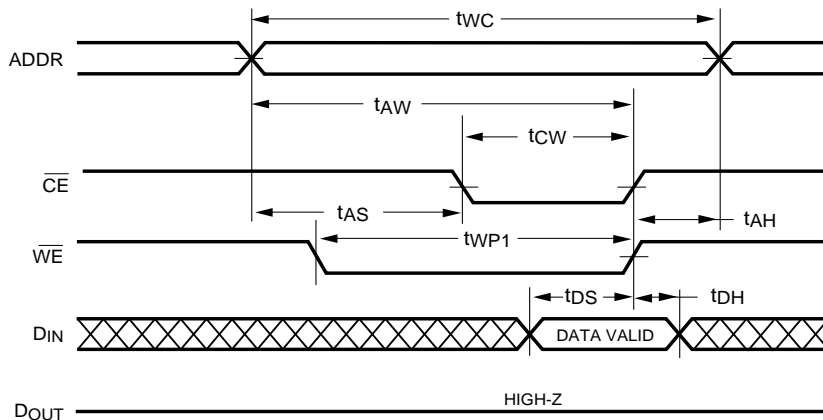 tWC
ADDR
tAW
tCW
CE
tAS
tAH
tWP1
WE
tDS
tDH
DIN
DATA VALID
HIGH-Z
DOUT